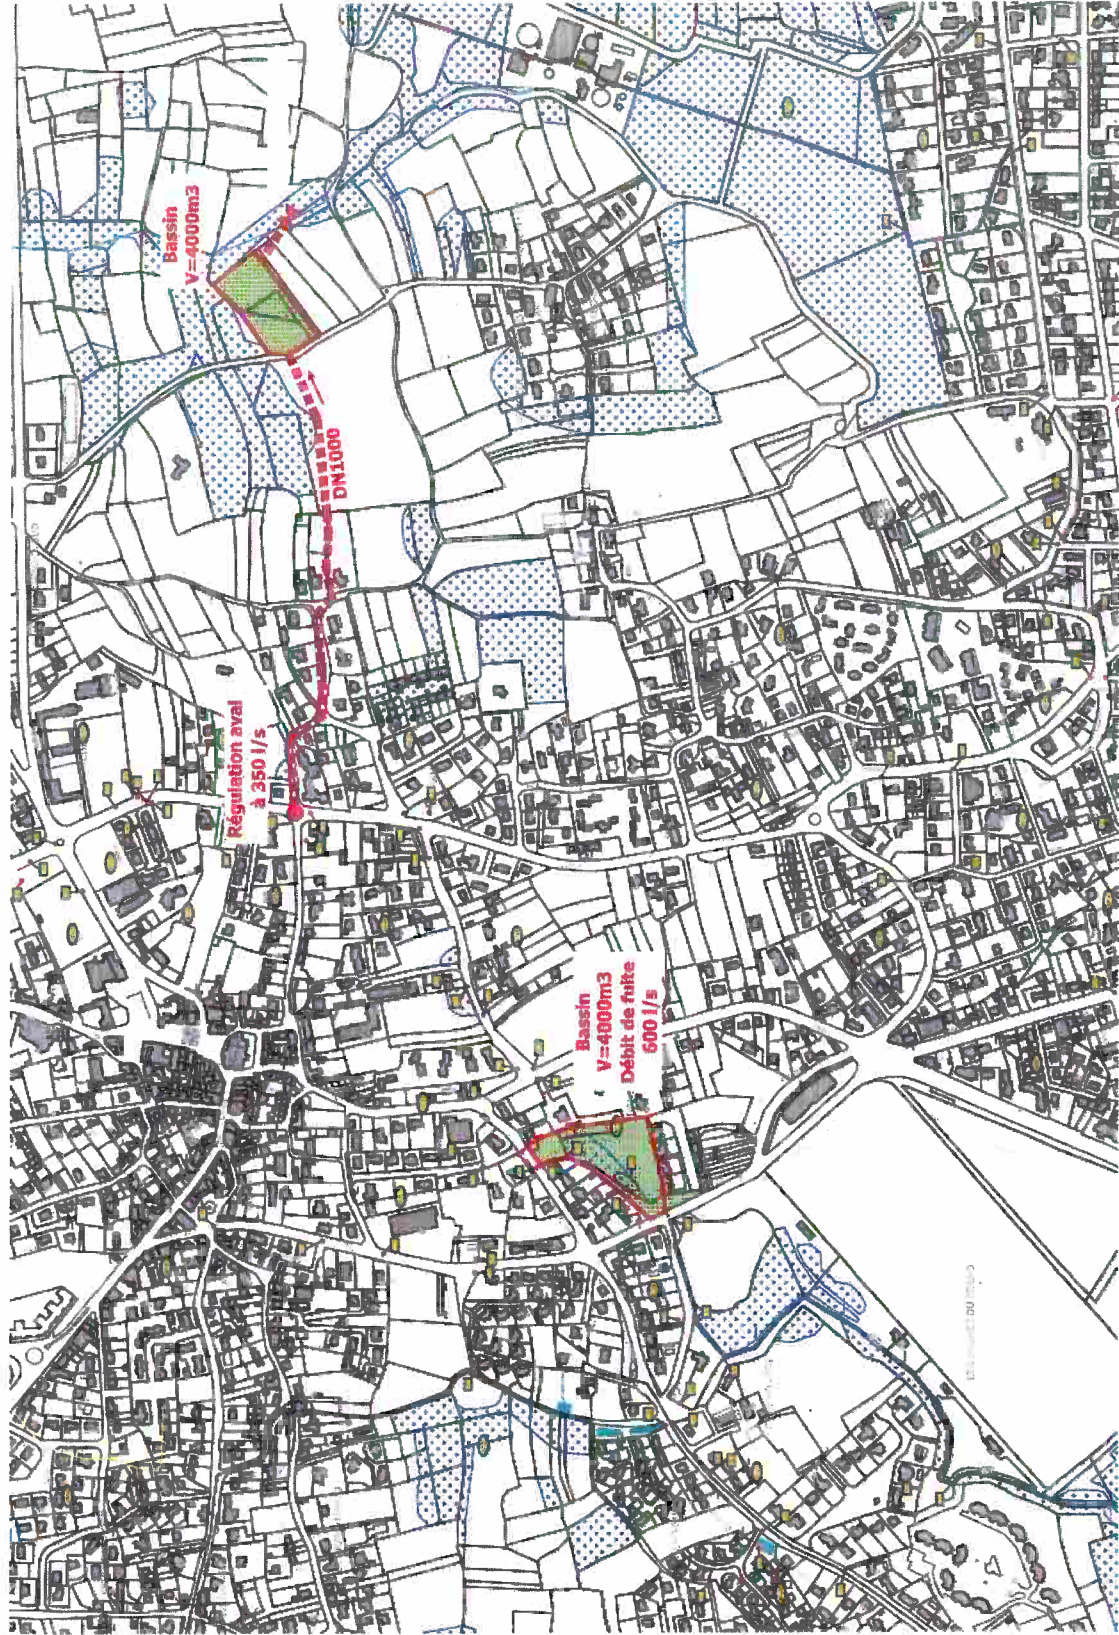 Bassin
V=4000m3
DN1000
Régulation aval
à 350 l/s
Bassin
V=4000m3
Débit de fuite
600 l/s